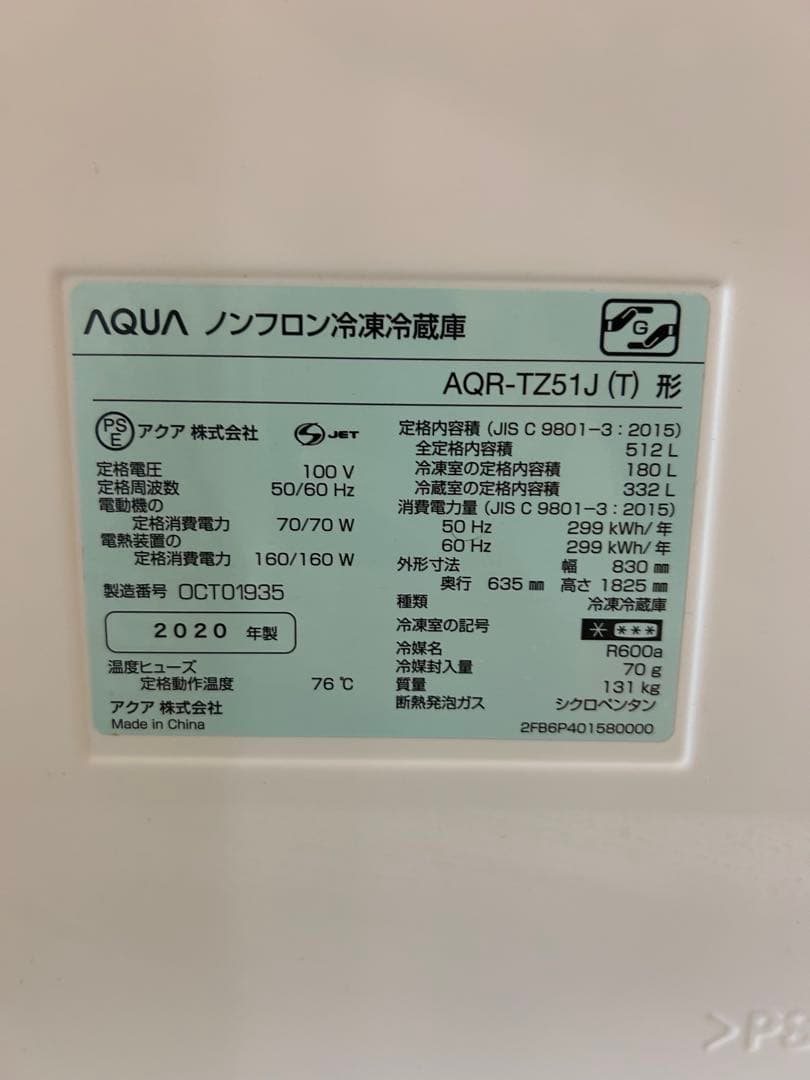 AQUA ノンフロン冷凍冷蔵庫
G
AQR-TZ51J (T) 形
PS E アクア 株式会社 S JET
定格電圧 100 V
定格周波数 50/60 Hz
電動機の
定格消費電力 70/70 W
電熱装置の
定格消費電力 160/160 W
製造番号 OCT01935
2020 年製
温度ヒューズ
定格動作温度 76 ℃
アクア 株式会社
Made in China
定格内容積 (JIS C 9801-3 : 2015)
全定格内容積 512 L
冷凍室の定格内容積 180 L
冷蔵室の定格内容積 332 L
消費電力量 (JIS C 9801-3 : 2015)
50 Hz 299 kWh/年
60 Hz 299 kWh/年
外形寸法 幅 830 ㎜
奥行 635 ㎜ 高さ 1825 ㎜
種類 冷凍冷蔵庫
冷凍室の記号 * ***
冷媒名 R600a
冷媒封入量 70 g
質量 131 kg
断熱発泡ガス シクロペンタン
2FB6P401580000